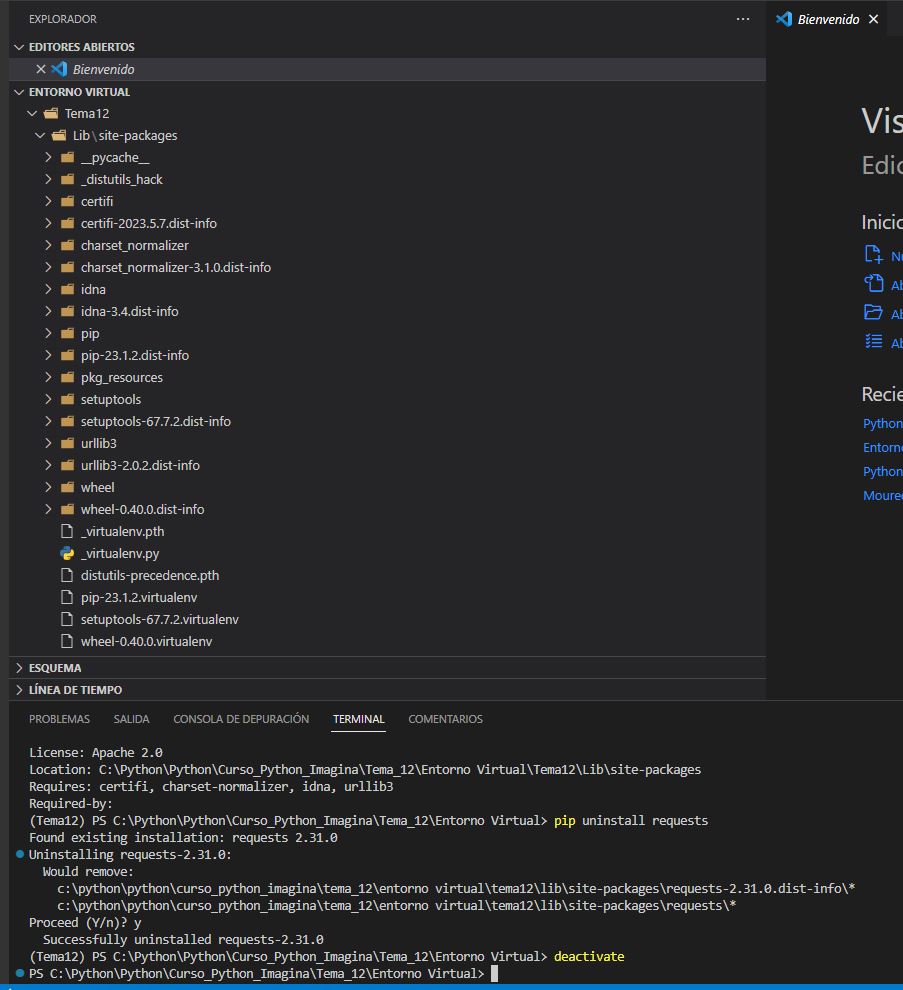 EXPLORADOR
···
Bienvenido
EDITORES ABIERTOS
Bienvenido
ENTORNO VIRTUAL
Tema12
Lib\site-packages
__pycache__
_distutils_hack
certifi
certifi-2023.5.7.dist-info
charset_normalizer
charset_normalizer-3.1.0.dist-info
idna
idna-3.4.dist-info
pip
pip-23.1.2.dist-info
pkg_resources
setuptools
setuptools-67.7.2.dist-info
urllib3
urllib3-2.0.2.dist-info
wheel
wheel-0.40.0.dist-info
_virtualenv.pth
_virtualenv.py
distutils-precedence.pth
pip-23.1.2.virtualenv
setuptools-67.7.2.virtualenv
wheel-0.40.0.virtualenv
ESQUEMA
LÍNEA DE TIEMPO
Vis
Edic
Inicio
Nu
Ab
Ab
Ab
Recie
Python
Entorno
Python
Moured
PROBLEMAS SALIDA CONSOLA DE DEPURACIÓN TERMINAL COMENTARIOS
License: Apache 2.0
Location: C:\Python\Python\Curso_Python_Imagina\Tema_12\Entorno Virtual\Tema12\Lib\site-packages
Requires: certifi, charset-normalizer, idna, urllib3
Required-by:
(Tema12) PS C:\Python\Python\Curso_Python_Imagina\Tema_12\Entorno Virtual> pip uninstall requests
Found existing installation: requests 2.31.0
Uninstalling requests-2.31.0:
Would remove:
c:\python\python\curso_python_imagina\tema_12\entorno virtual\tema12\lib\site-packages\requests-2.31.0.dist-info\*
c:\python\python\curso_python_imagina\tema_12\entorno virtual\tema12\lib\site-packages\requests\*
Proceed (Y/n)? y
Successfully uninstalled requests-2.31.0
(Tema12) PS C:\Python\Python\Curso_Python_Imagina\Tema_12\Entorno Virtual> deactivate
PS C:\Python\Python\Curso_Python_Imagina\Tema_12\Entorno Virtual>